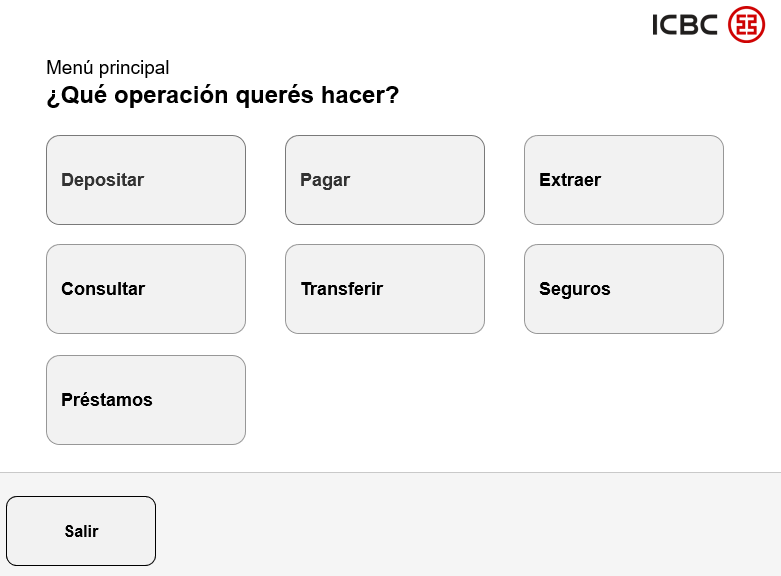 ICBC
Menú principal
¿Qué operación querés hacer?
Depositar
Pagar
Extraer
Consultar
Transferir
Seguros
Préstamos
Salir